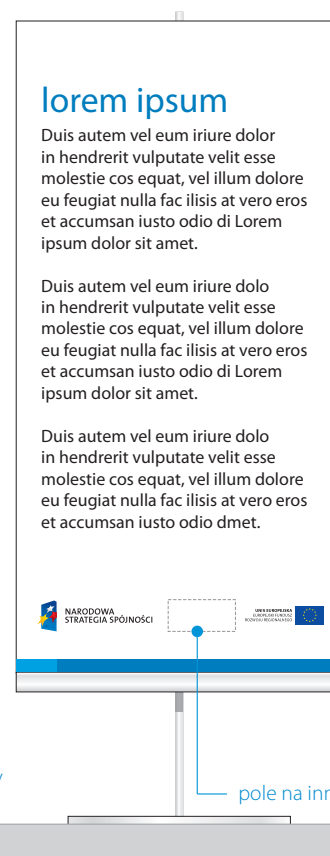 lorem ipsum
Duis autem vel eum iriure dolor
in hendrerit vulputate velit esse
molestie cos equat, vel illum dolore
eu feugiat nulla fac ilisis at vero eros
et accumsan iusto odio di Lorem
ipsum dolor sit amet.
Duis autem vel eum iriure dolo
in hendrerit vulputate velit esse
molestie cos equat, vel illum dolore
eu feugiat nulla fac ilisis at vero eros
et accumsan iusto odio di Lorem
ipsum dolor sit amet.
Duis autem vel eum iriure dolo
in hendrerit vulputate velit esse
molestie cos equat, vel illum dolore
eu feugiat nulla fac ilisis at vero eros
et accumsan iusto odio dmet.
NARODOWA
STRATEGIA SPÓJNOŚCI
UNIA EUROPEJSKA
EUROPEJSKI FUNDUSZ
ROZWOJU REGIONALNEGO
pole na